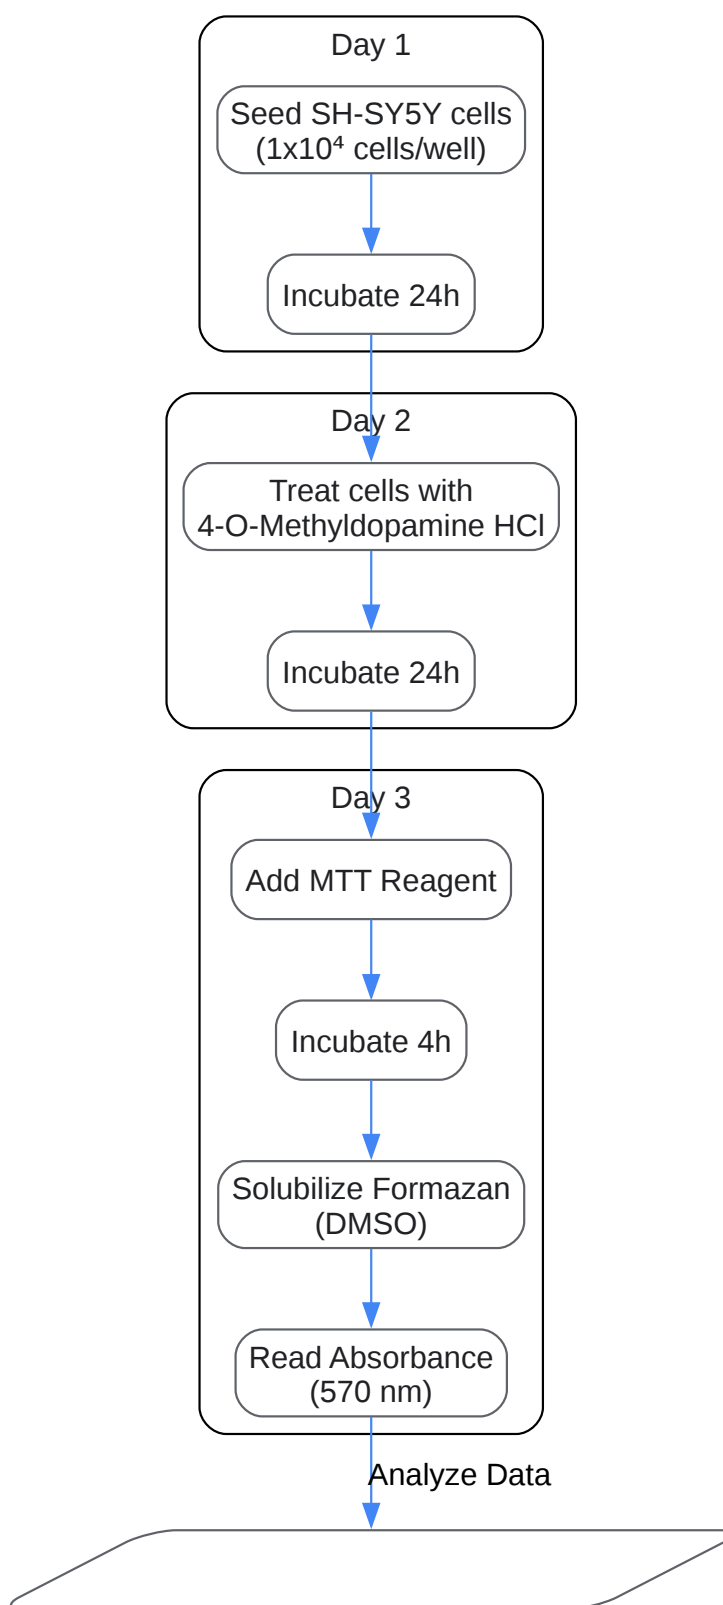 Day 1
Seed SH-SY5Y cells
(1x10⁴ cells/well)
Incubate 24h
Day 2
Treat cells with
4-O-Methyldopamine HCl
Incubate 24h
Day 3
Add MTT Reagent
Incubate 4h
Solubilize Formazan
(DMSO)
Read Absorbance
(570 nm)
Analyze Data